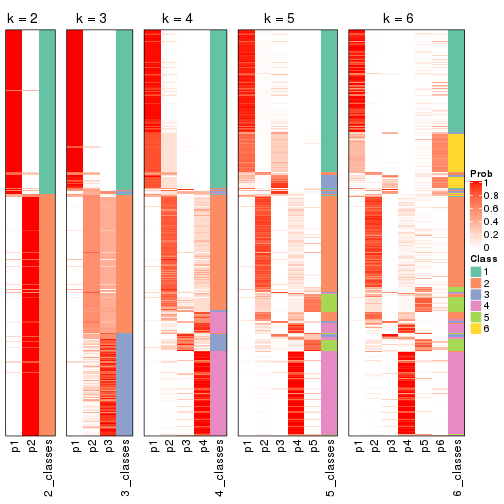 k = 2
k = 3
k = 4
k = 5
k = 6
p1
p2
2_classes
p1
p2
p3
3_classes
p1
p2
p3
p4
4_classes
p1
p2
p3
p4
p5
5_classes
p1
p2
p3
p4
p5
p6
6_classes
Prob
1
0.8
0.6
0.4
0.2
0
Class
1
2
3
4
5
6